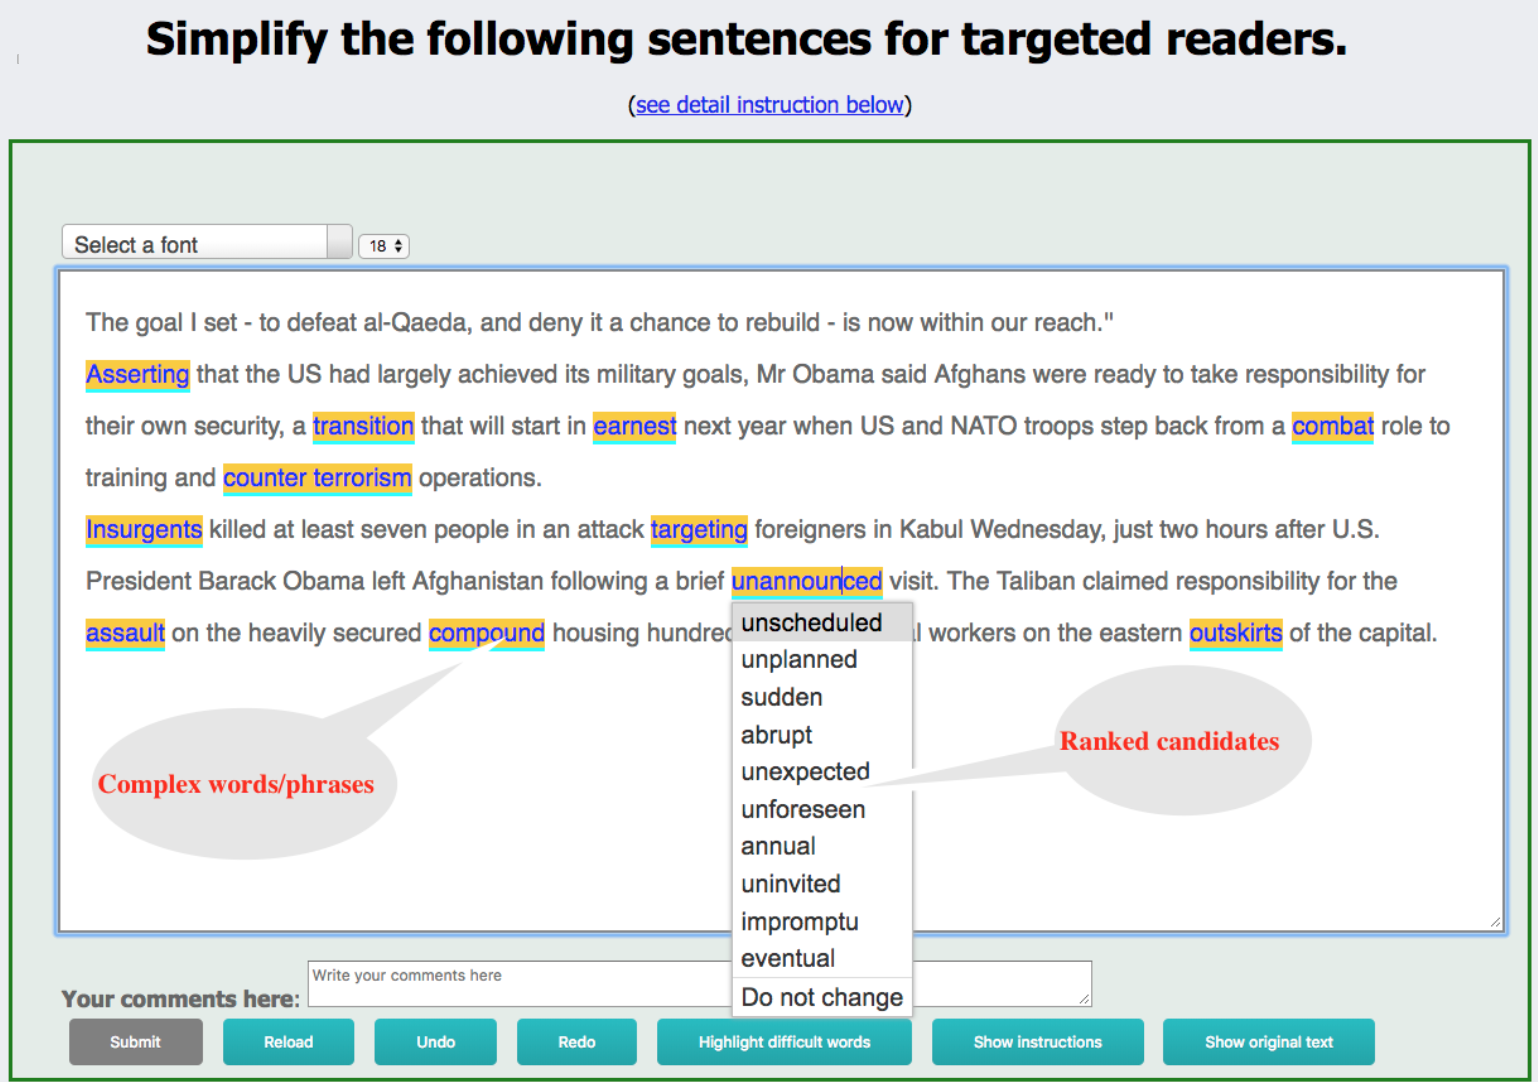 Simplify the following sentences for targeted readers.
(see detail instruction below)
Select a font
18
The goal I set - to defeat al-Qaeda, and deny it a chance to rebuild - is now within our reach."
Asserting that the US had largely achieved its military goals, Mr Obama said Afghans were ready to take responsibility for
their own security, a transition that will start in earnest next year when US and NATO troops step back from a combat role to
training and counter terrorism operations.
Insurgents killed at least seven people in an attack targeting foreigners in Kabul Wednesday, just two hours after U.S.
President Barack Obama left Afghanistan following a brief unannounced visit. The Taliban claimed responsibility for the
assault on the heavily secured compound housing workers on the eastern outskirts of the capital.
unscheduled
unplanned
sudden
abrupt
unexpected
unforeseen
annual
uninvited
impromptu
eventual
Do not change
Complex words/phrases
Ranked candidates
Your comments here:
Write your comments here
Submit
Reload
Undo
Redo
Highlight difficult words
Show instructions
Show original text